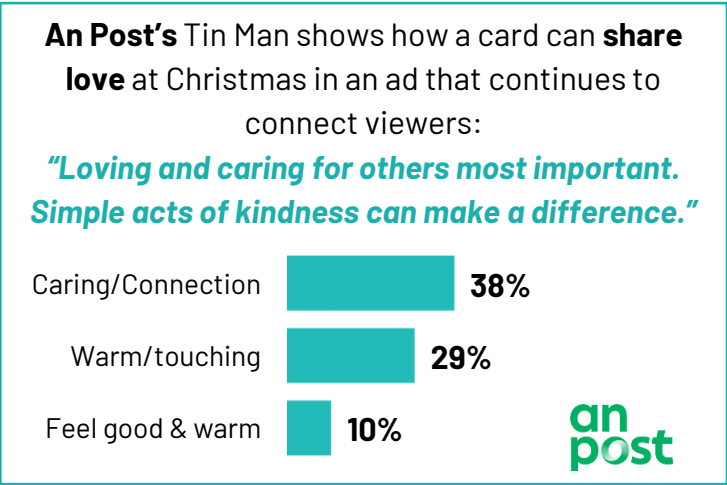 An Post's Tin Man shows how a card can share
love at Christmas in an ad that continues to
connect viewers:
"Loving and caring for others most important.
Simple acts of kindness can make a difference."
Caring/Connection 38%
Warm/touching 29%
Feel good & warm 10%
an
post